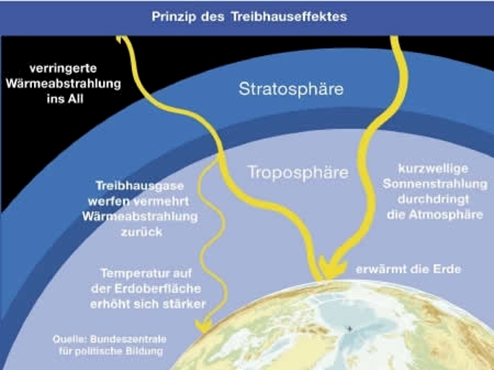 Prinzip des Treibhauseffektes
verringerte
Wärmeabstrahlung
ins All
Stratosphäre
Troposphäre
kurzwellige
Sonnenstrahlung
durchdringt
die Atmosphäre
Treibhausgase
werfen vermehrt
Wärmeabstrahlung
zurück
Temperatur auf
der Erdoberfläche
erhöht sich stärker
erwärmt die Erde
Quelle: Bundeszentrale
für politische Bildung